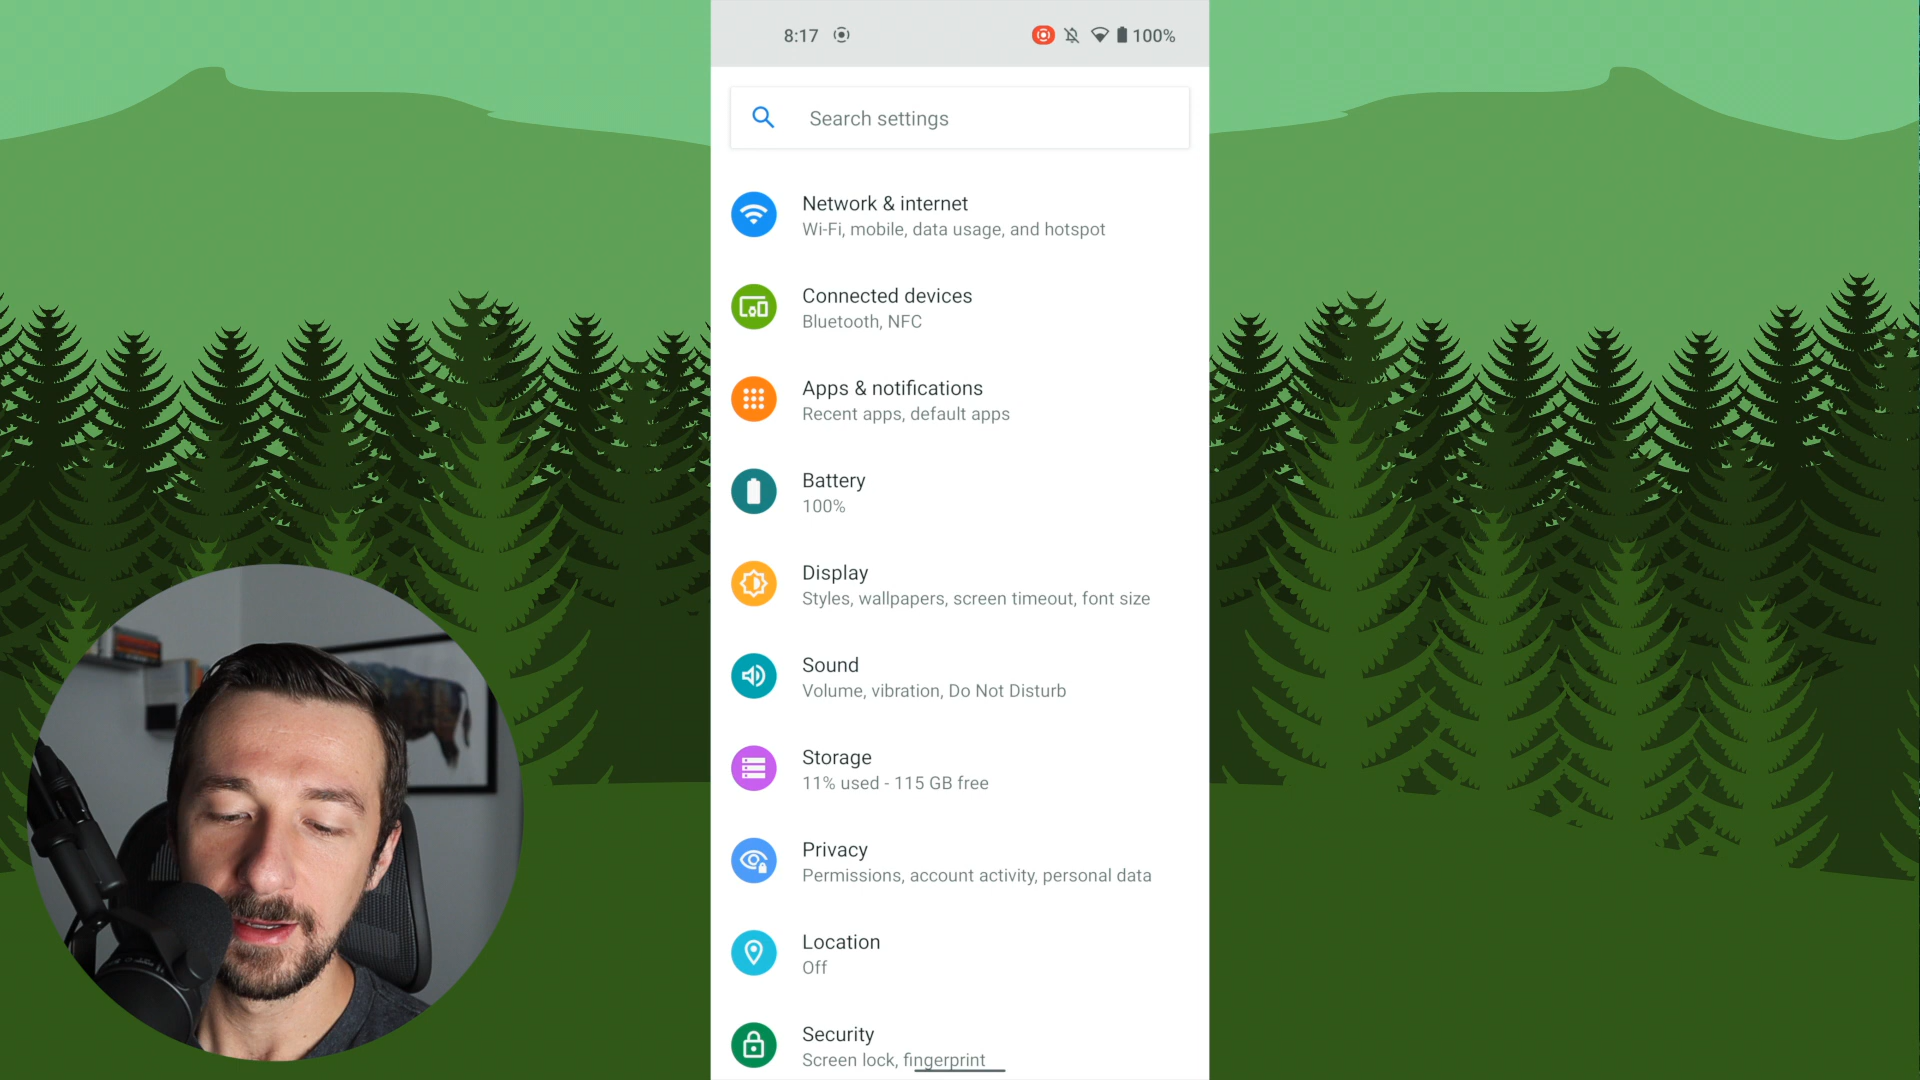 8:17
100%
Search settings
Network & internet
Wi-Fi, mobile, data usage, and hotspot
Connected devices
Bluetooth, NFC
Apps & notifications
Recent apps, default apps
Battery
100%
Display
Styles, wallpapers, screen timeout, font size
Sound
Volume, vibration, Do Not Disturb
Storage
11% used - 115 GB free
Privacy
Permissions, account activity, personal data
Location
Off
Security
Screen lock, fingerprint